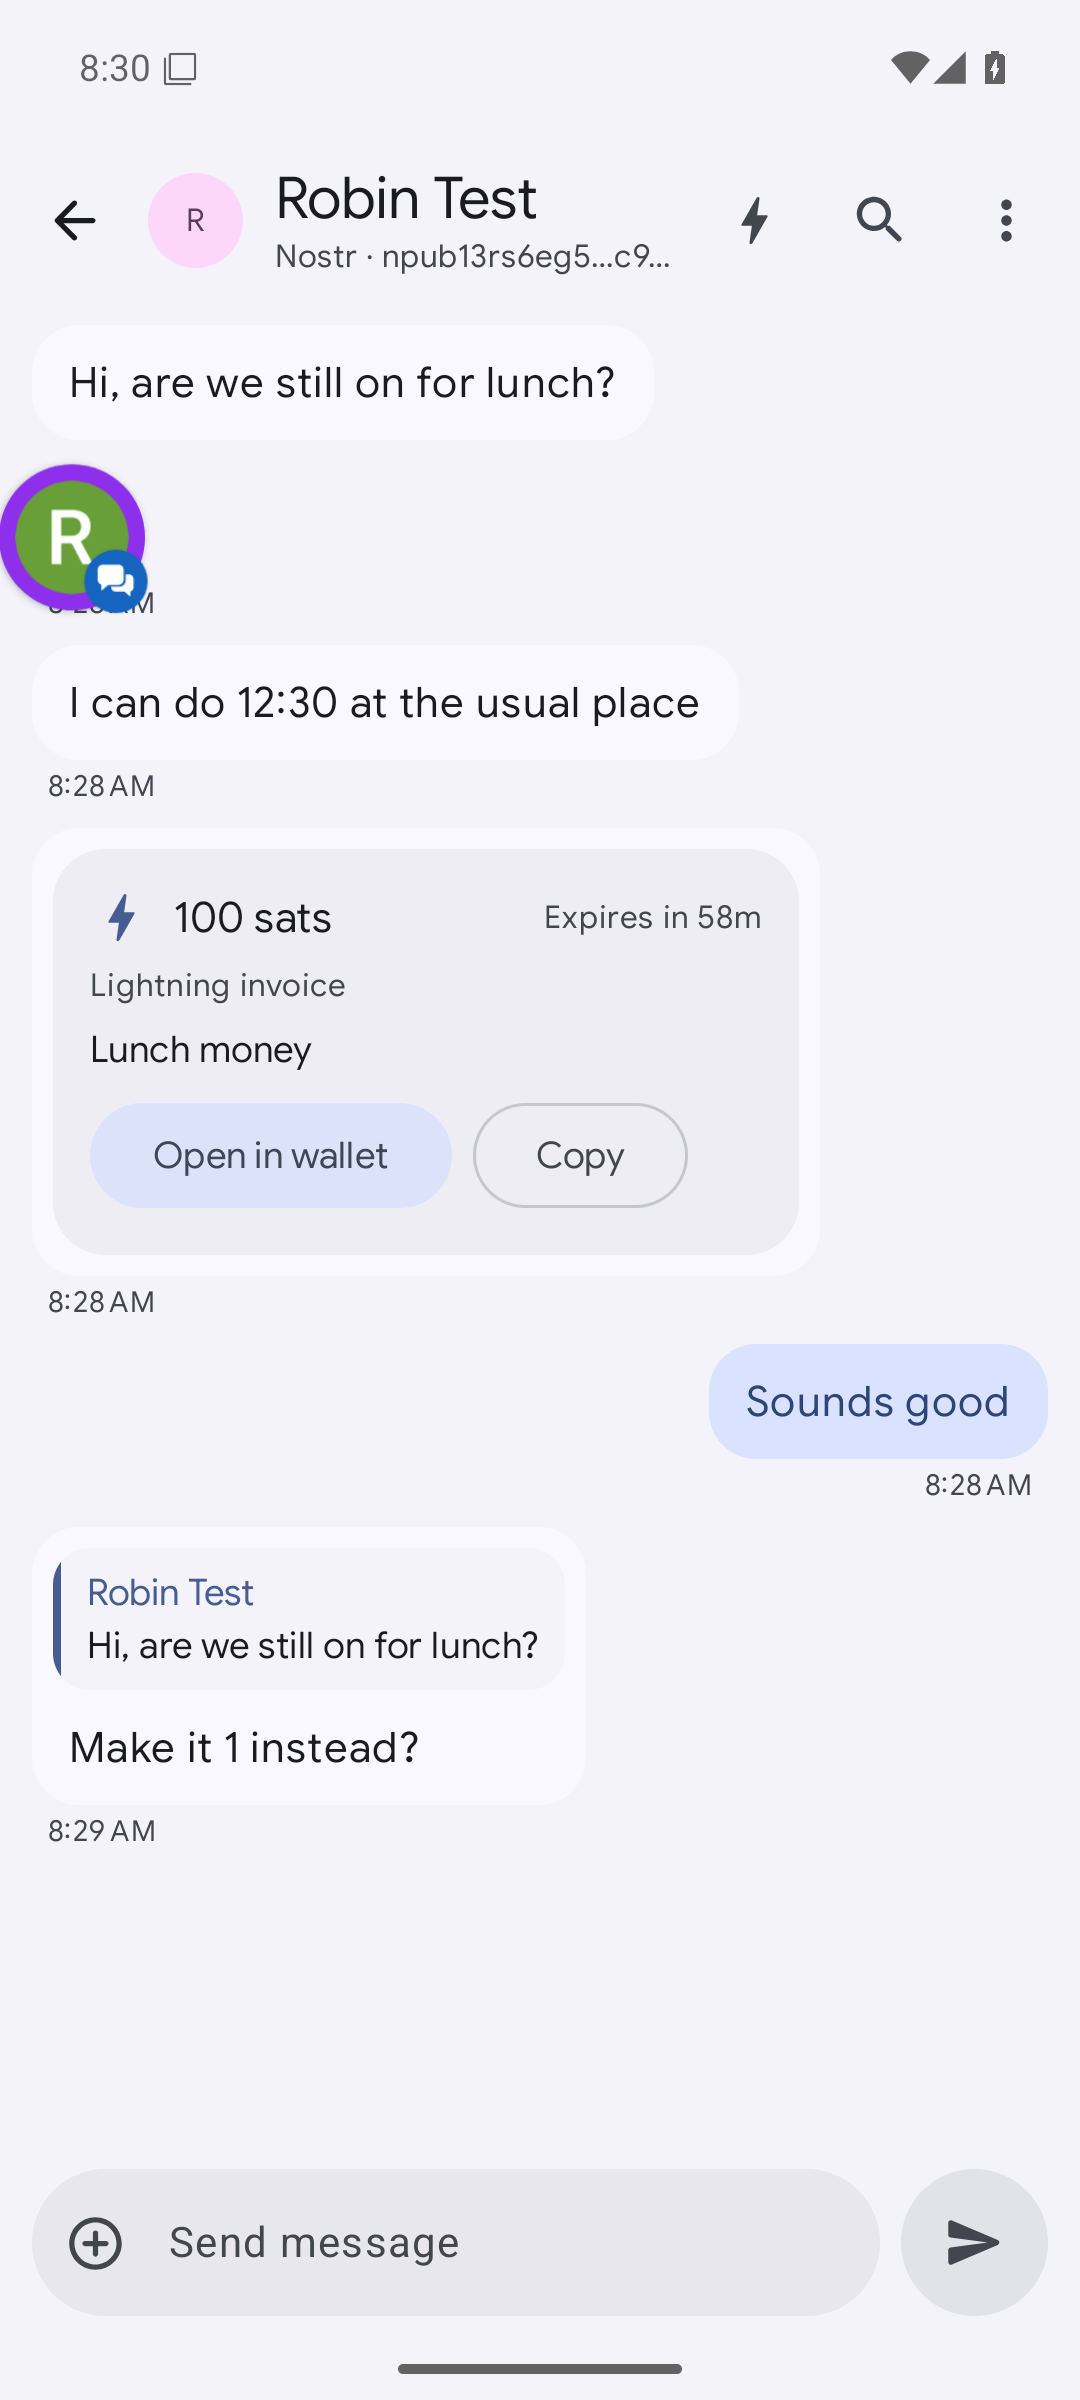 8:30
R
Robin Test
Nostr · npub13rs6eg5...c9...
Hi, are we still on for lunch?
R
I can do 12:30 at the usual place
8:28 AM
100 sats
Expires in 58m
Lightning invoice
Lunch money
Open in wallet
Copy
8:28 AM
Sounds good
8:28 AM
Robin Test
Hi, are we still on for lunch?
Make it 1 instead?
8:29 AM
Send message